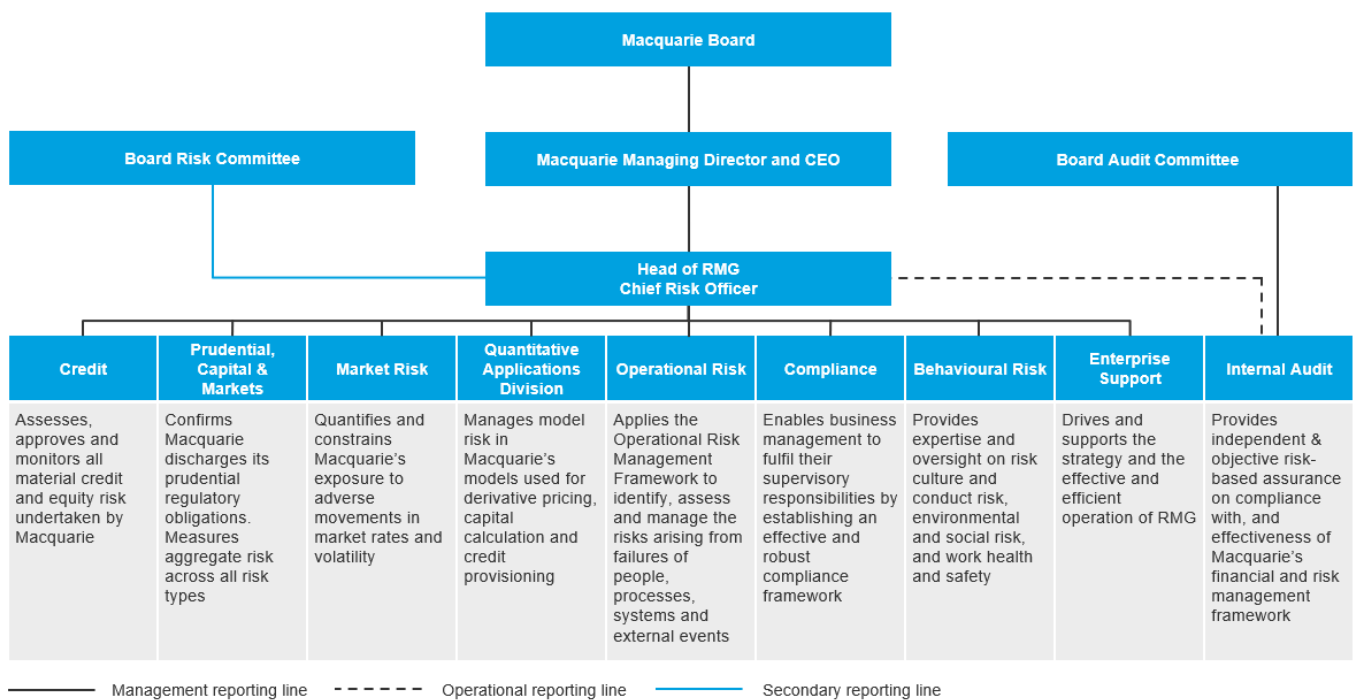 Macquarie Board
Board Risk Committee
Macquarie Managing Director and CEO
Board Audit Committee
Head of RMG
Chief Risk Officer
Credit
Prudential,
Capital &
Markets
Market Risk
Quantitative
Applications
Division
Operational Risk
Compliance
Behavioural Risk
Enterprise
Support
Internal Audit
Assesses,
approves and
monitors all
material credit
and equity risk
undertaken by
Macquarie
Confirms
Macquarie
discharges its
prudential
regulatory
obligations.
Measures
aggregate risk
across all risk
types
Quantifies and
constrains
Macquarie's
exposure to
adverse
movements in
market rates and
volatility
Manages model
risk in
Macquarie's
models used for
derivative pricing,
capital
calculation and
credit
provisioning
Applies the
Operational Risk
Management
Framework to
identify, assess
and manage the
risks arising from
failures of
people,
processes,
systems and
external events
Enables business
management to
fulfil their
supervisory
responsibilities by
establishing an
effective and
robust
compliance
framework
Provides
expertise and
oversight on risk
culture and
conduct risk,
environmental
and social risk,
and work health
and safety
Drives and
supports the
strategy and the
effective and
efficient
operation of RMG
Provides
independent &
objective risk-
based assurance
on compliance
with, and
effectiveness of
Macquarie's
financial and risk
management
framework
Management reporting line
Operational reporting line
Secondary reporting line